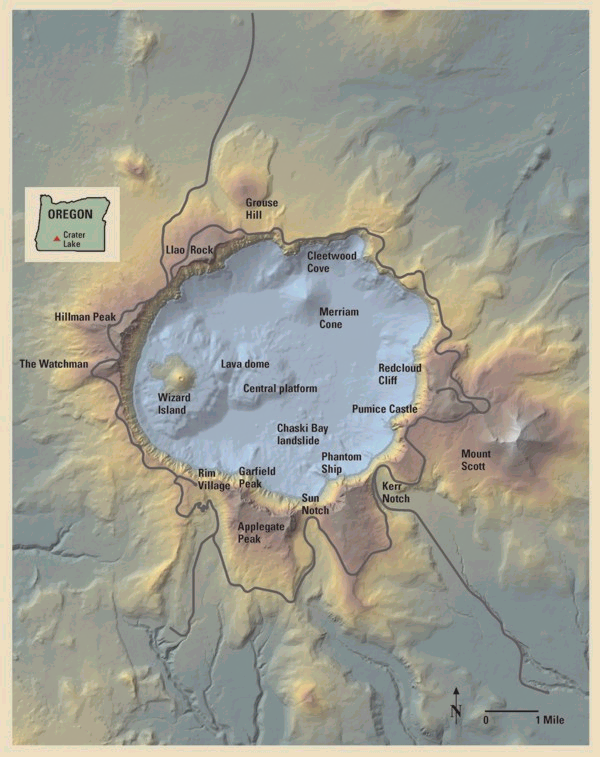 OREGON
Crater
Lake
Grouse
Hill
Llao Rock
Cleetwood
Cove
Hillman Peak
Merriam
Cone
The Watchman
Lava dome
Redcloud
Cliff
Wizard
Island
Central platform
Pumice Castle
Chaski Bay
landslide
Mount
Scott
Phantom
Ship
Rim
Village
Garfield
Peak
Kerr
Notch
Sun
Notch
Applegate
Peak
N
0 1 Mile